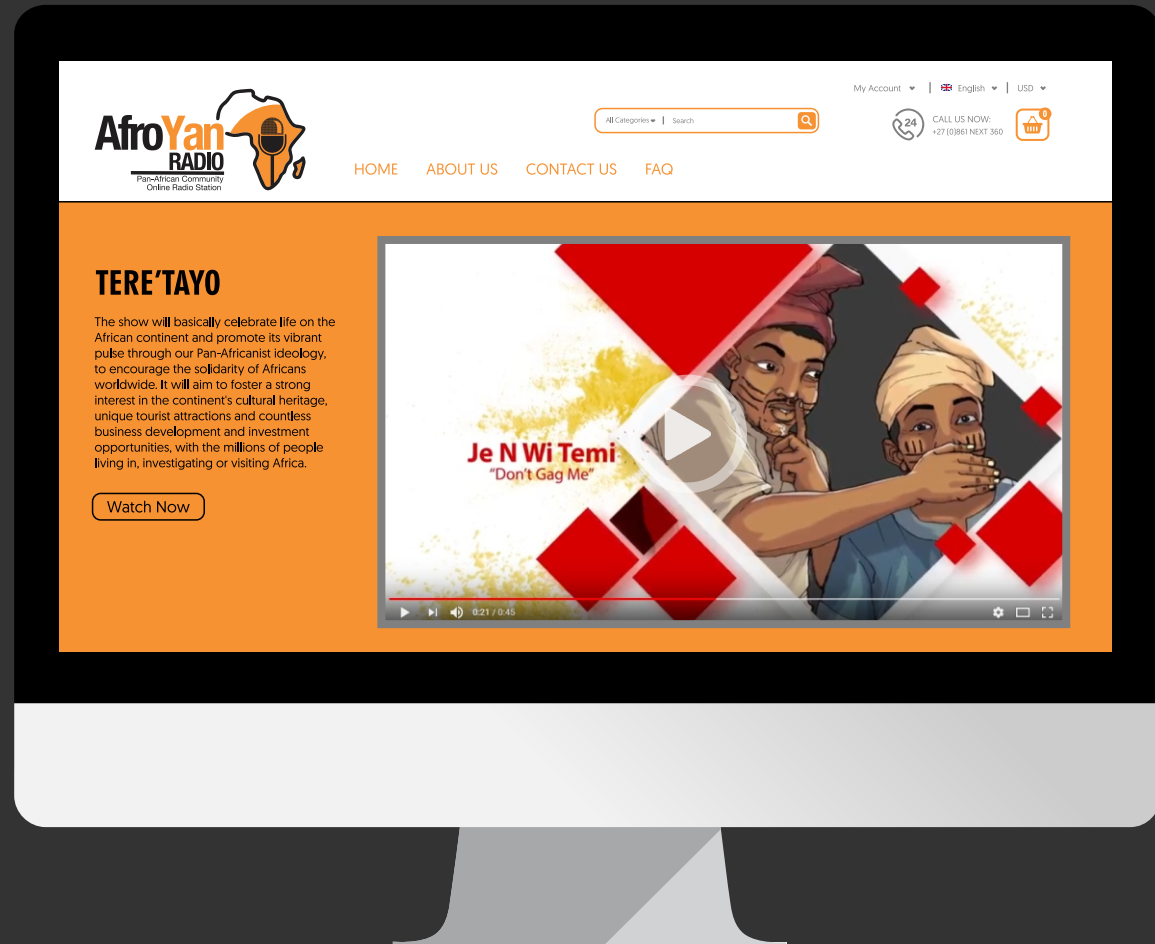 My Account
English
USD
AfroYan
RADIO
Pan-African Community
Online Radio Station
All Categories | Search
24
CALL US NOW:
+27 (0)861 NEXT 360
0
HOME ABOUT US CONTACT US FAQ
TERE'TAYO
The show will basically celebrate life on the
African continent and promote its vibrant
pulse through our Pan-Africanist ideology,
to encourage the solidarity of Africans
worldwide. It will aim to foster a strong
interest in the continent's cultural heritage,
unique tourist attractions and countless
business development and investment
opportunities, with the millions of people
living in, investigating or visiting Africa.
Watch Now
Je N Wi Temi
"Don't Gag Me"
0:21 / 0:45